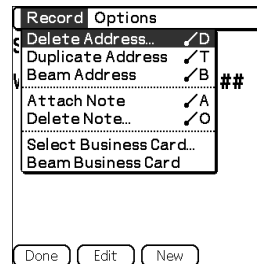 Record Options
Delete Address... ✓D
Duplicate Address ✓T
Beam Address ✓B
##
Attach Note ✓A
Delete Note... ✓O
Select Business Card...
Beam Business Card
Done Edit New